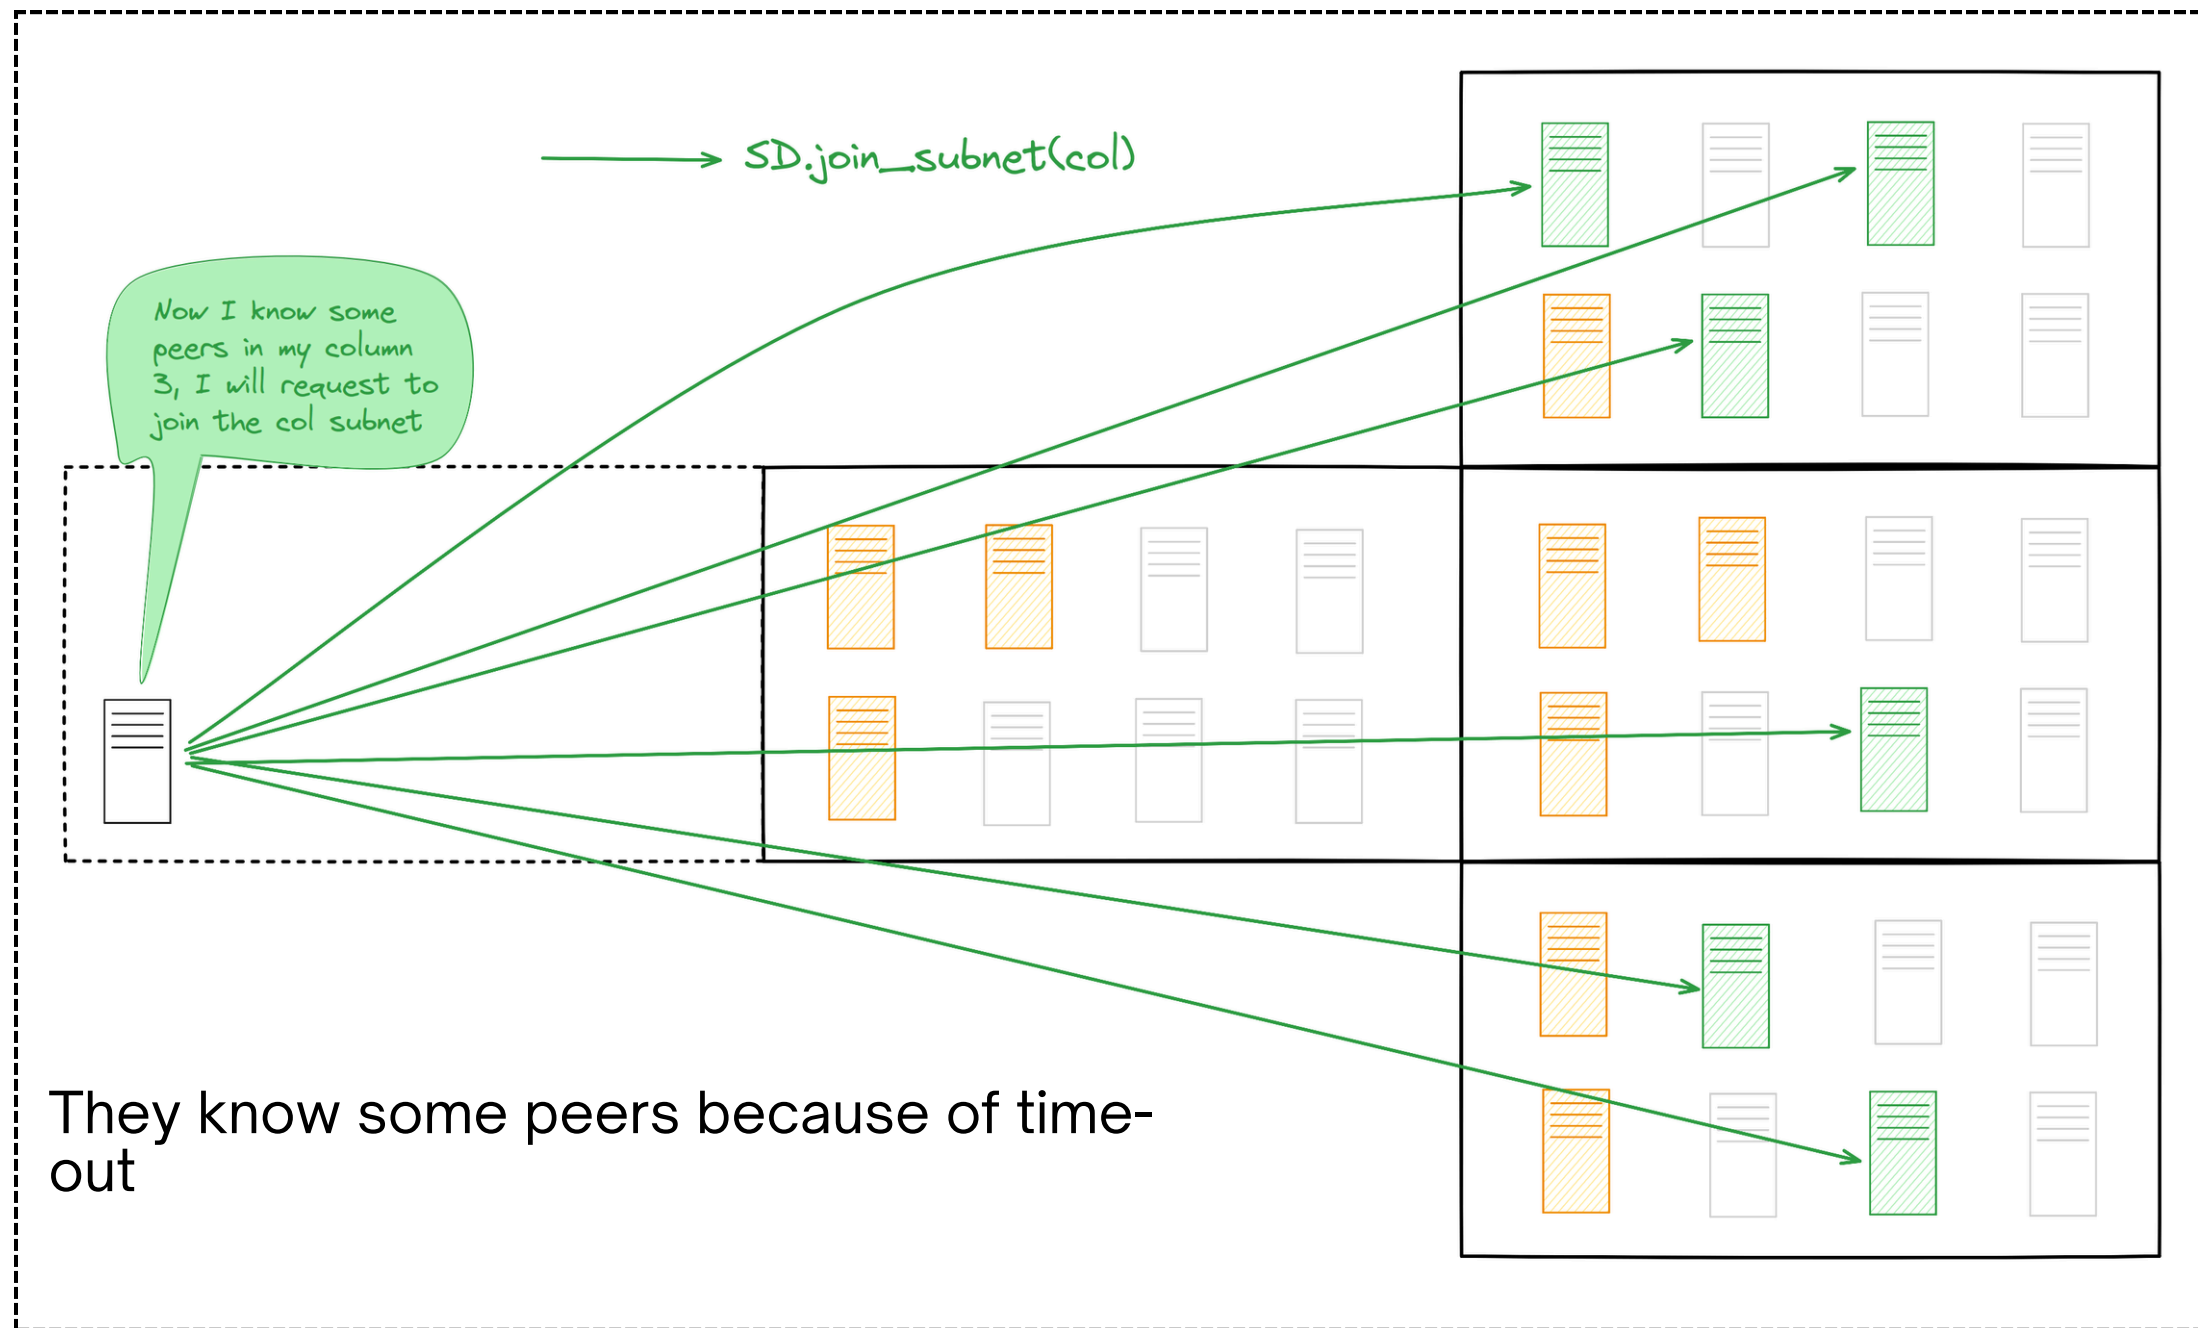 SD.join_subnet(col)
Now I know some
peers in my column
3, I will request to
join the col subnet
They know some peers because of time-
out